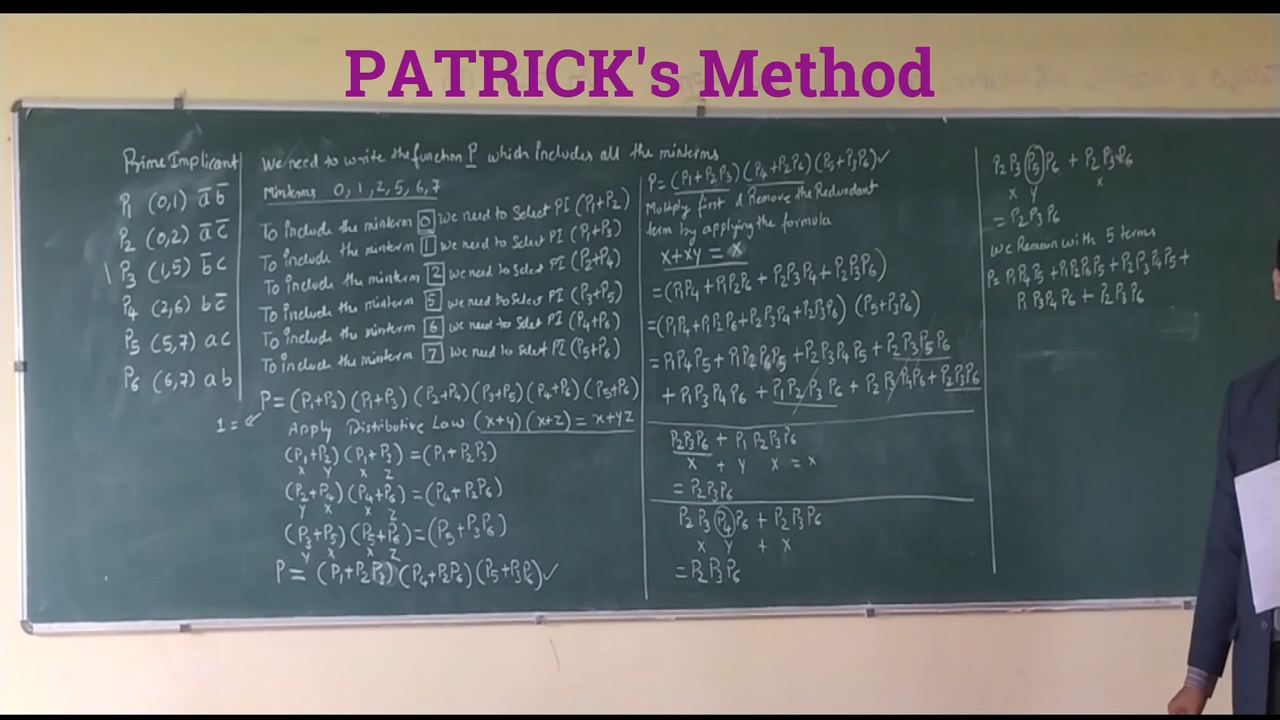 PATRICK's Method
Prime Implicant
P₁ (0,1) a̅ b̅
P₂ (0,2) a̅ c̅
P₃ (1,5) b̅ c
P₄ (2,6) b c̅
P₅ (5,7) a c
P₆ (6,7) a b
We need to write the function P which includes all the minterms
Minterms 0, 1, 2, 5, 6, 7
To include the minterm 0 we need to Select PI (P₁+P₂)
To include the minterm 1 we need to Select PI (P₁+P₃)
To include the minterm 2 we need to Select PI (P₂+P₄)
To include the minterm 5 we need to Select PI (P₃+P₅)
To include the minterm 6 we need to Select PI (P₄+P₆)
To include the minterm 7 we need to Select PI (P₅+P₆)
P = (P₁+P₂) (P₁+P₃) (P₂+P₄) (P₃+P₅) (P₄+P₆) (P₅+P₆)
1 =
Apply Distributive Law (x+y) (x+z) = x+yz
(P₁+P₂) (P₁+P₃) = (P₁+P₂P₃)
x y x z
(P₂+P₄) (P₄+P₆) = (P₄+P₂P₆)
y x x z
(P₃+P₅) (P₅+P₆) = (P₅+P₃P₆)
y x x z
P = (P₁+P₂P₃) (P₄+P₂P₆) (P₅+P₃P₆) ✓
P = (P₁+P₂P₃) (P₄+P₂P₆) (P₅+P₃P₆) ✓
Multiply first & Remove the Redundant
term by applying the formula
x+xy = x
= (P₁P₄ + P₁P₂P₆ + P₂P₃P₄ + P₂P₃P₆)
= (P₁P₄ + P₁P₂P₆ + P₂P₃P₄ + P₂P₃P₆) (P₅+P₃P₆)
= P₁P₄P₅ + P₁P₂P₆P₅ + P₂P₃P₄P₅ + P₂P₃P₅P₆
+ P₁P₃P₄P₆ + P₁P₂P₃P₆ + P₂P₃P₄P₆ + P₂P₃P₆
P₂P₃P₆ + P₁P₂P₃P₆
x + y x = x
= P₂P₃P₆
P₂P₃P₄P₆ + P₂P₃P₆
x y + x
= P₂P₃P₆
P₂P₃P₅P₆ + P₂P₃P₆
x y x
= P₂P₃P₆
We Remain with 5 terms
P = P₁P₄P₅ + P₁P₂P₆P₅ + P₂P₃P₄P₅ +
P₁P₃P₄P₆ + P₂P₃P₆